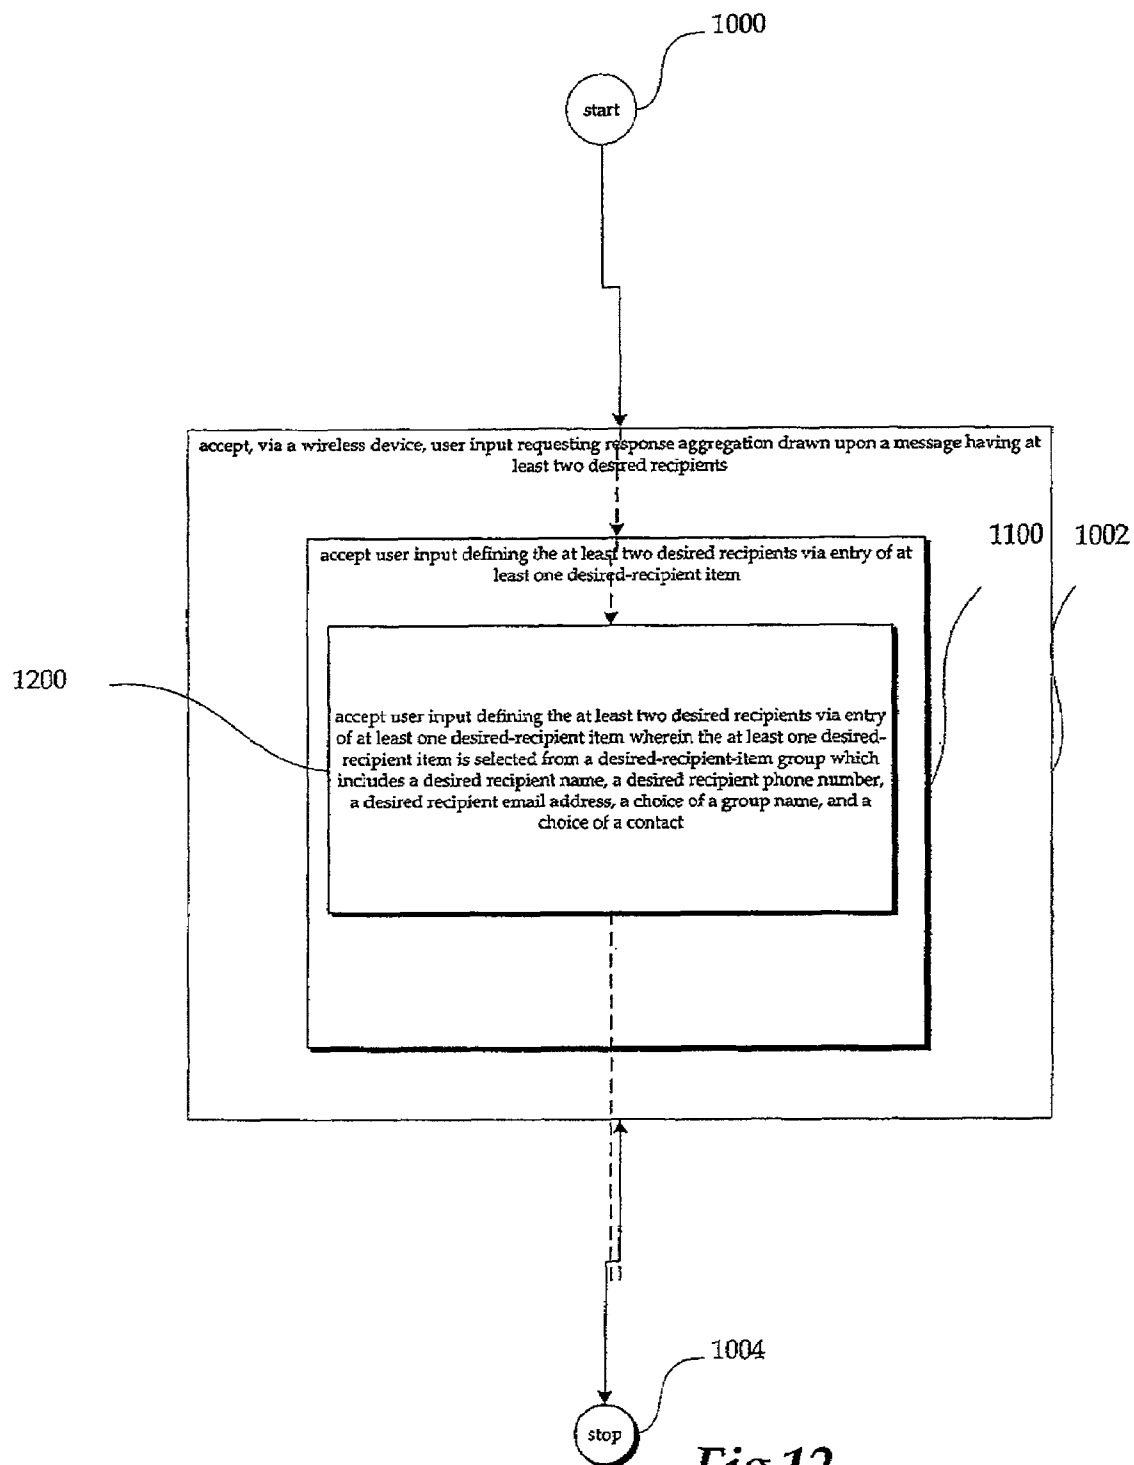 1000
start
accept, via a wireless device, user input requesting response aggregation drawn upon a message having at
least two desired recipients
1100
1002
accept user input defining the at least two desired recipients via entry of at
least one desired-recipient item
1200
accept user input defining the at least two desired recipients via entry
of at least one desired-recipient item wherein the at least one desired-
recipient item is selected from a desired-recipient-item group which
includes a desired recipient name, a desired recipient phone number,
a desired recipient email address, a choice of a group name, and a
choice of a contact
1004
stop
Fig.12